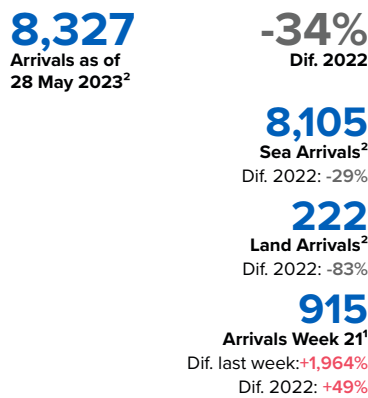 8,327 -34%
Arrivals as of Dif. 2022
28 May 2023²
8,105
Sea Arrivals²
Dif. 2022: -29%
222
Land Arrivals²
Dif. 2022: -83%
915
Arrivals Week 21¹
Dif. last week:+1,964%
Dif. 2022: +49%